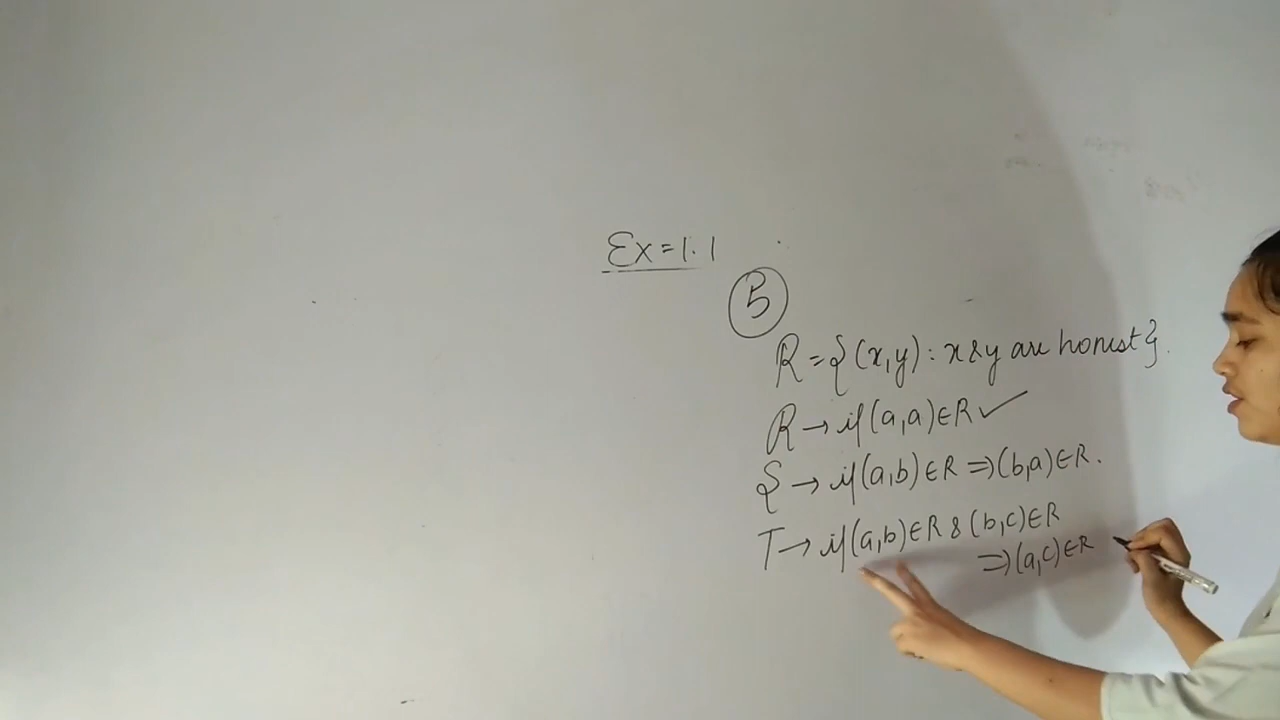 Ex = 1.1
5
R = { (x,y) : x & y are honest }.
R → if (a,a) ∈ R ✓
S → if (a,b) ∈ R ⇒ (b,a) ∈ R.
T → if (a,b) ∈ R & (b,c) ∈ R
⇒ (a,c) ∈ R